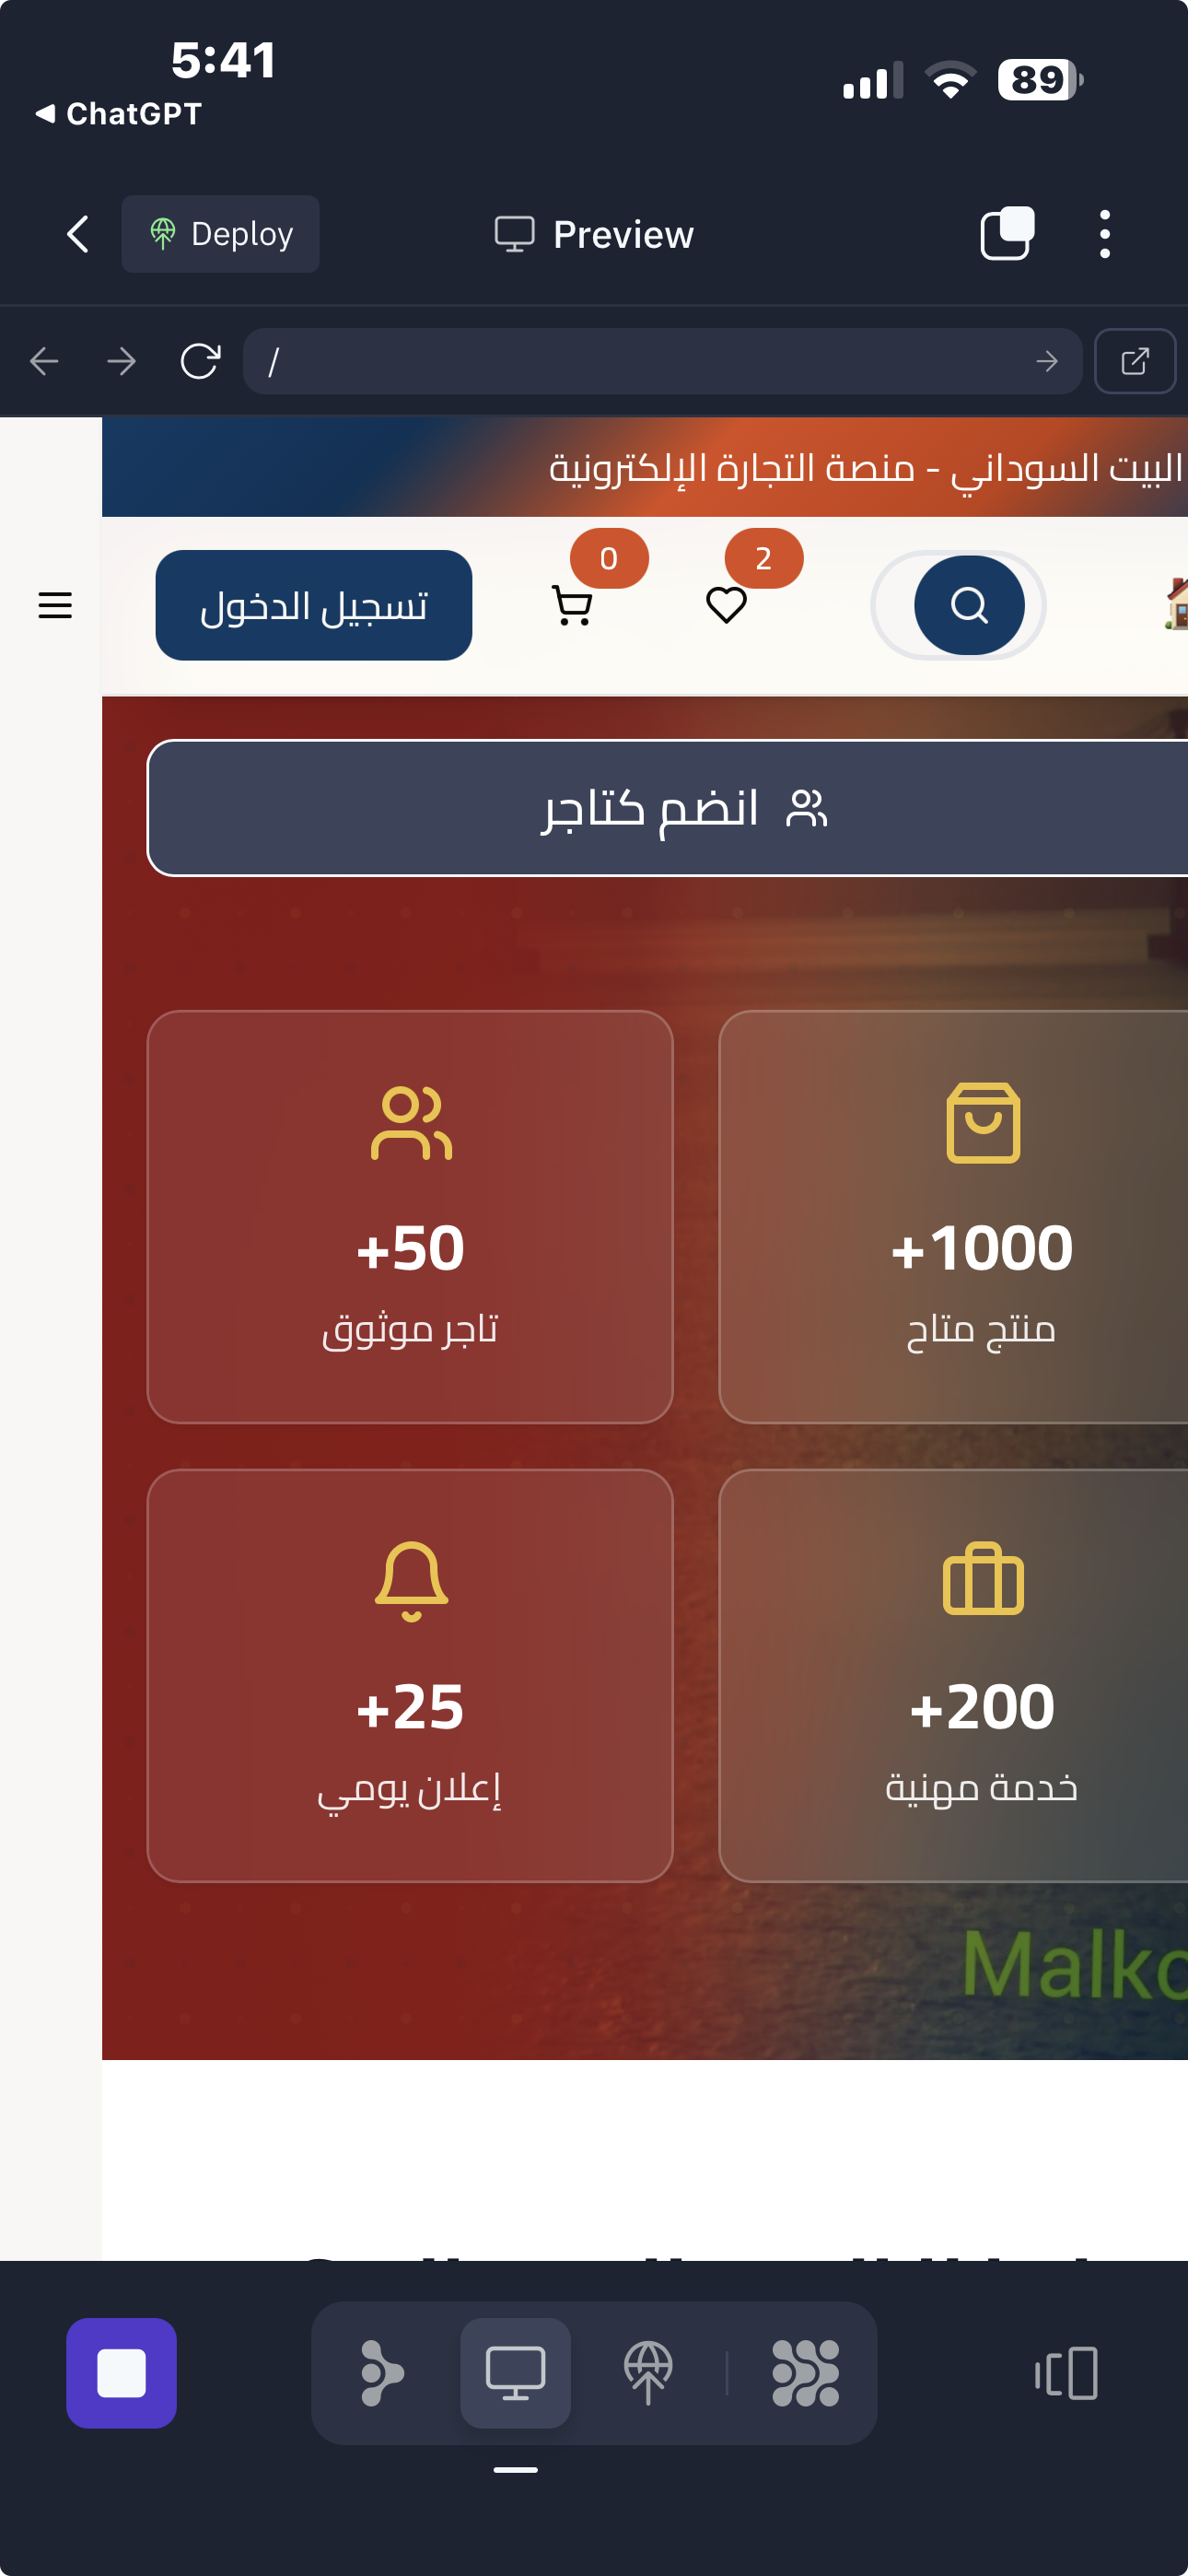 5:41
89
ChatGPT
Deploy
Preview
/
البيت السوداني - منصة التجارة الإلكترونية
2
0
تسجيل الدخول
انضم كتاجر
+1000
منتج متاح
+50
تاجر موثوق
+200
خدمة مهنية
+25
إعلان يومي
Malko